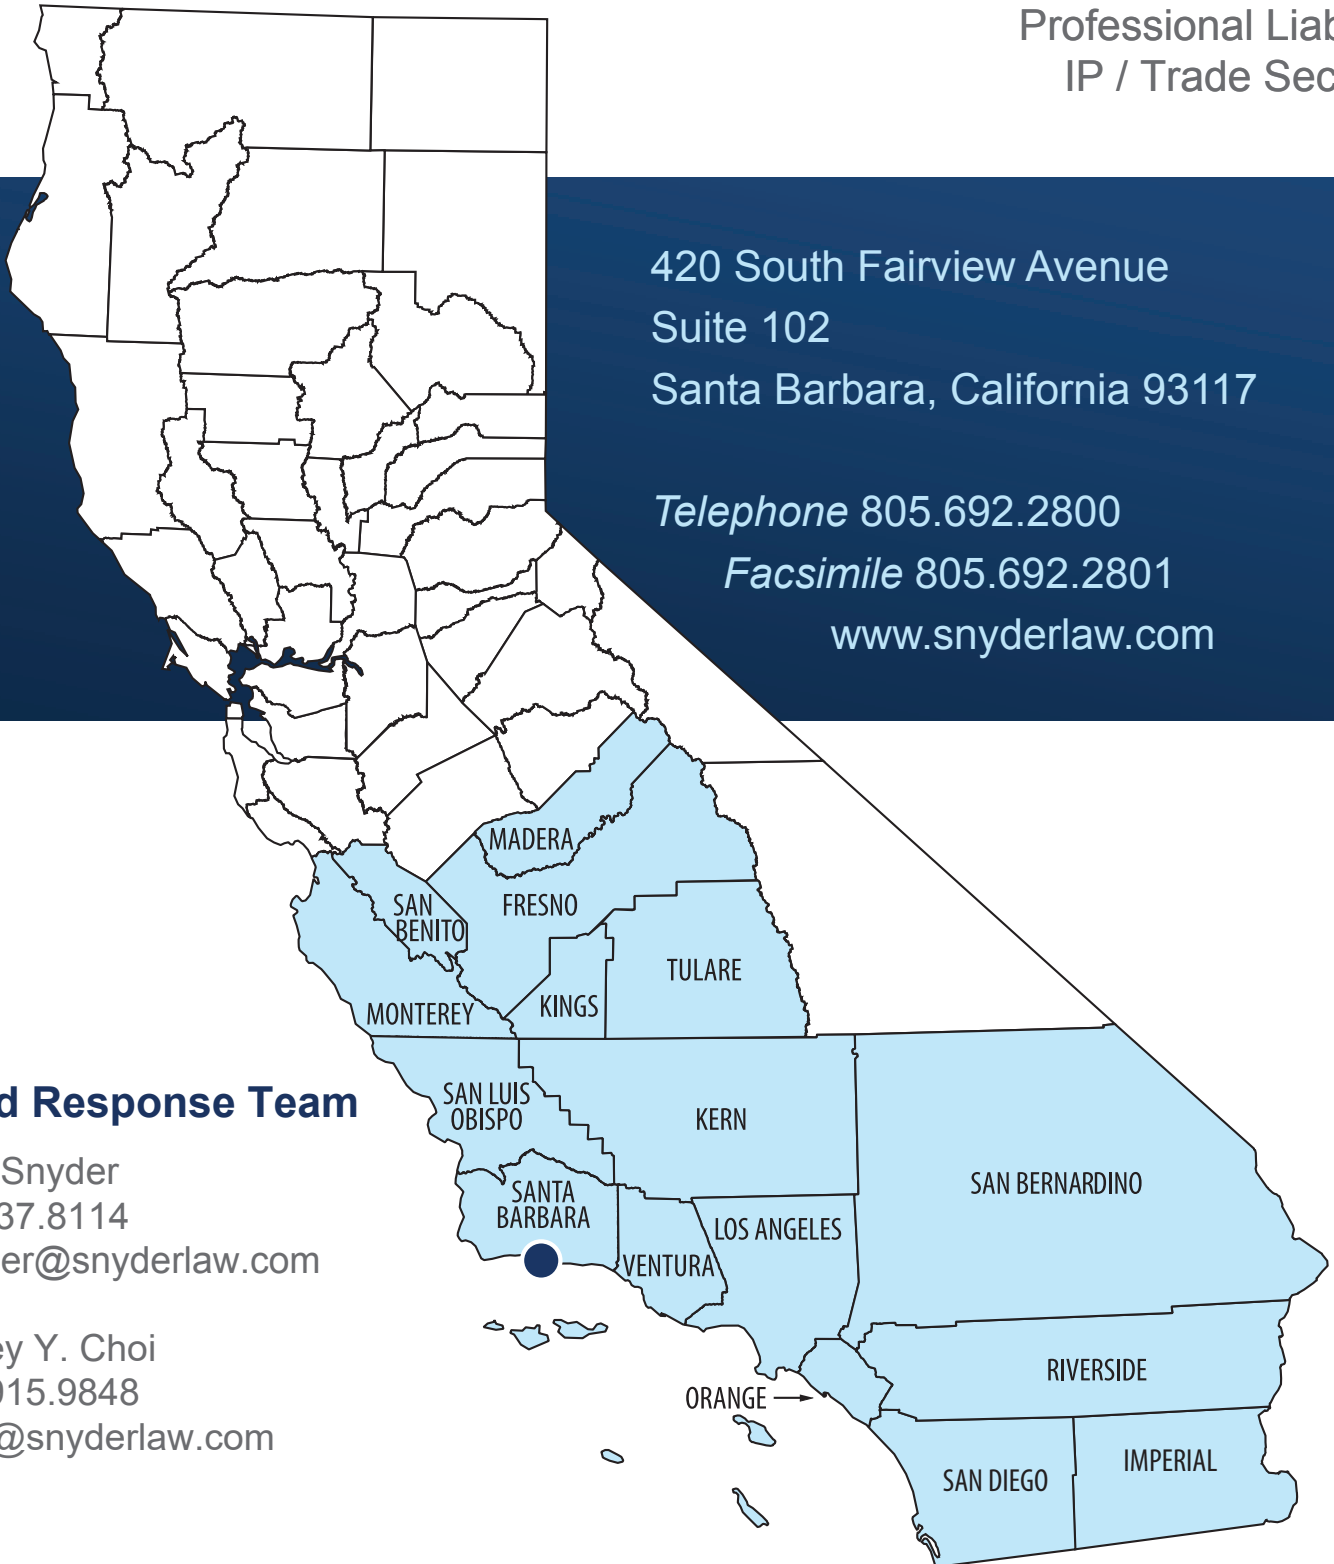 Professional Liab
IP / Trade Sec
420 South Fairview Avenue
Suite 102
Santa Barbara, California 93117
Telephone 805.692.2800
Facsimile 805.692.2801
www.snyderlaw.com
MADERA
SAN
BENITO
FRESNO
TULARE
KINGS
MONTEREY
SAN LUIS
OBISPO
KERN
SAN BERNARDINO
SANTA
BARBARA
LOS ANGELES
VENTURA
ORANGE
RIVERSIDE
SAN DIEGO
IMPERIAL
d Response Team
Snyder
37.8114
er@snyderlaw.com
ey Y. Choi
915.9848
@snyderlaw.com